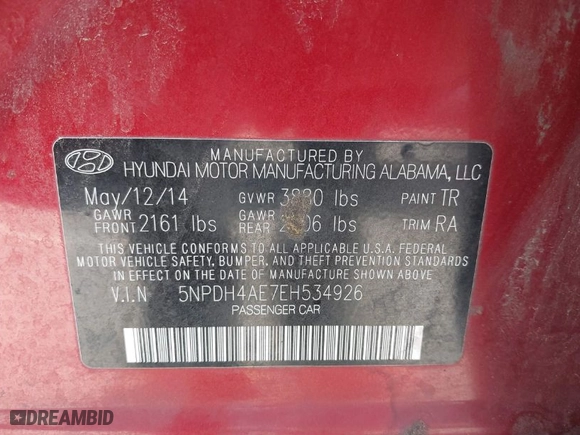 MANUFACTURED BY
HYUNDAI MOTOR MANUFACTURING ALABAMA, LLC
May/12/14 GVWR lbs PAINT TR
GAWR FRONT 2161 lbs GAWR REAR lbs TRIM RA
THIS VEHICLE CONFORMS TO ALL APPLICABLE U.S.A. FEDERAL
MOTOR VEHICLE SAFETY, BUMPER, AND THEFT PREVENTION
STANDARDS IN EFFECT ON THE DATE OF MANUFACTURE SHOWN ABOVE.
V.I.N 5NPDH4AE7EH534926
PASSENGER CAR
DREAMBID